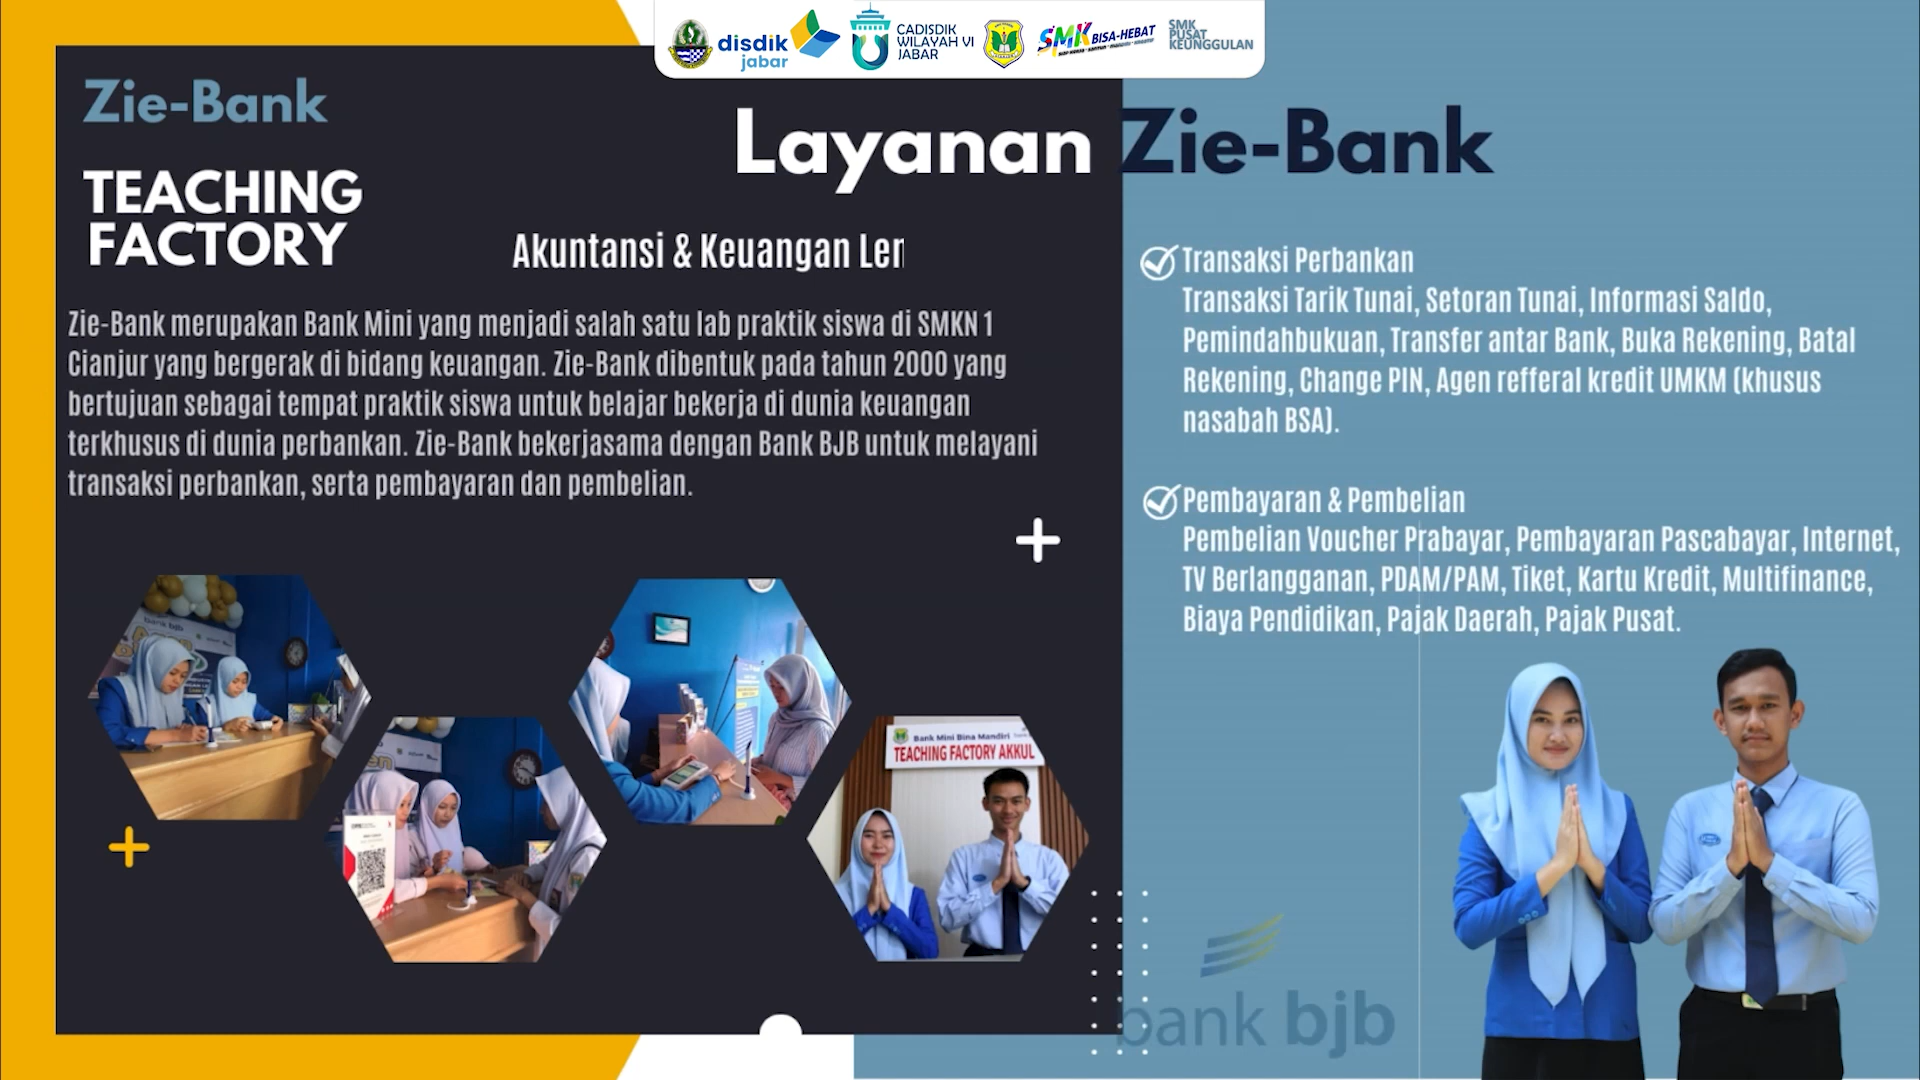 disdik
jabar
CADISDIK
WILAYAH VI
JABAR
SMK BISA-HEBAT
SMK
PUSAT
KEUNGGULAN
Zie-Bank
TEACHING
FACTORY
Layanan Zie-Bank
Akuntansi & Keuangan Len
Zie-Bank merupakan Bank Mini yang menjadi salah satu lab praktik siswa di SMKN 1
Cianjur yang bergerak di bidang keuangan. Zie-Bank dibentuk pada tahun 2000 yang
bertujuan sebagai tempat praktik siswa untuk belajar bekerja di dunia keuangan
terkhusus di dunia perbankan. Zie-Bank bekerjasama dengan Bank BJB untuk melayani
transaksi perbankan, serta pembayaran dan pembelian.
Transaksi Perbankan
Transaksi Tarik Tunai, Setoran Tunai, Informasi Saldo,
Pemindahbukuan, Transfer antar Bank, Buka Rekening, Batal
Rekening, Change PIN, Agen refferal kredit UMKM (khusus
nasabah BSA).
Pembayaran & Pembelian
Pembelian Voucher Prabayar, Pembayaran Pascabayar, Internet,
TV Berlangganan, PDAM/PAM, Tiket, Kartu Kredit, Multifinance,
Biaya Pendidikan, Pajak Daerah, Pajak Pusat.
bank bjb
Bank Mini Bina Mandiri
TEACHING FACTORY AKKUL
bank bjb